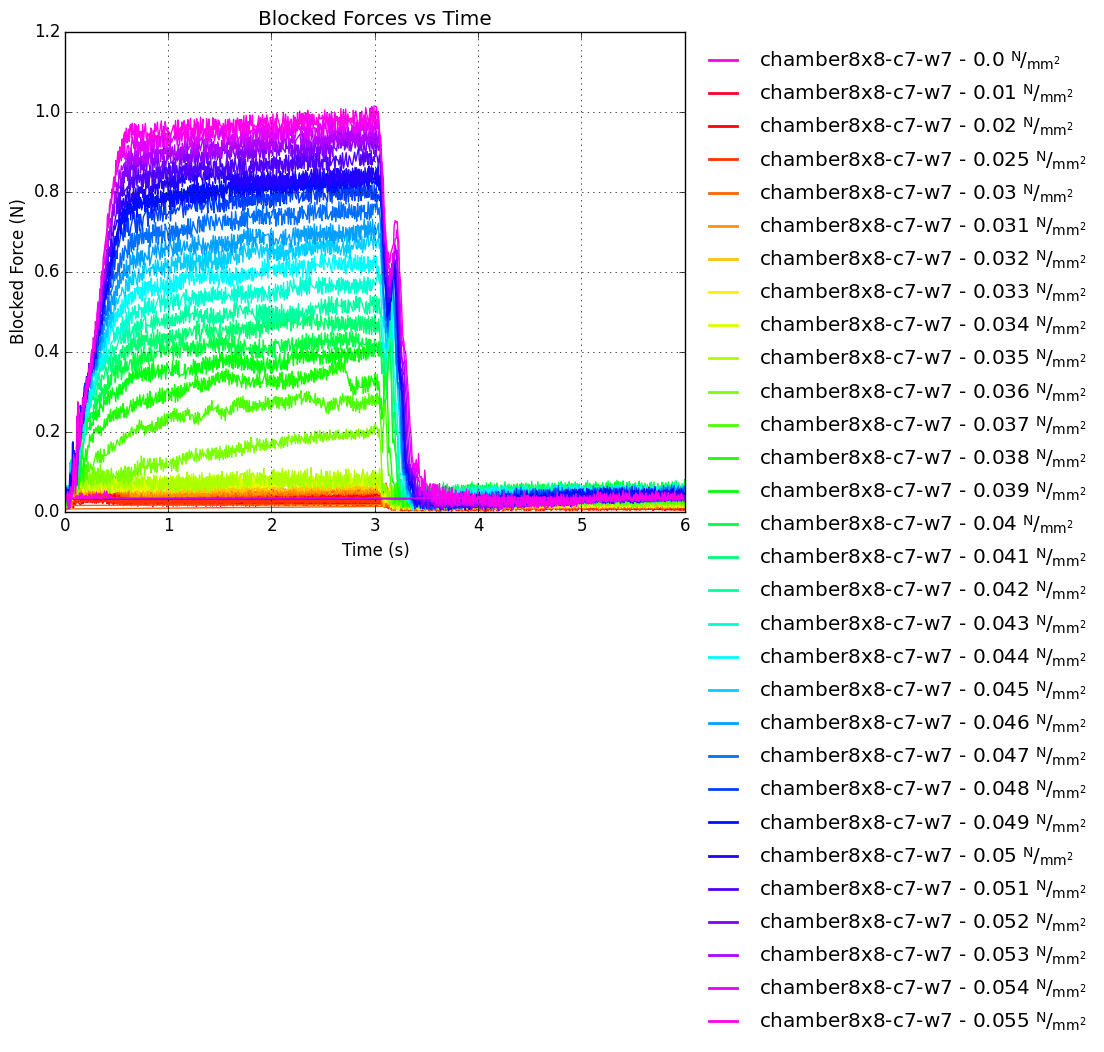 Blocked Forces vs Time
1.2
1.0
0.8
0.6
0.4
0.2
0.0
Blocked Force (N)
0 1 2 3 4 5 6
Time (s)
chamber8x8-c7-w7 - 0.0 N/mm²
chamber8x8-c7-w7 - 0.01 N/mm²
chamber8x8-c7-w7 - 0.02 N/mm²
chamber8x8-c7-w7 - 0.025 N/mm²
chamber8x8-c7-w7 - 0.03 N/mm²
chamber8x8-c7-w7 - 0.031 N/mm²
chamber8x8-c7-w7 - 0.032 N/mm²
chamber8x8-c7-w7 - 0.033 N/mm²
chamber8x8-c7-w7 - 0.034 N/mm²
chamber8x8-c7-w7 - 0.035 N/mm²
chamber8x8-c7-w7 - 0.036 N/mm²
chamber8x8-c7-w7 - 0.037 N/mm²
chamber8x8-c7-w7 - 0.038 N/mm²
chamber8x8-c7-w7 - 0.039 N/mm²
chamber8x8-c7-w7 - 0.04 N/mm²
chamber8x8-c7-w7 - 0.041 N/mm²
chamber8x8-c7-w7 - 0.042 N/mm²
chamber8x8-c7-w7 - 0.043 N/mm²
chamber8x8-c7-w7 - 0.044 N/mm²
chamber8x8-c7-w7 - 0.045 N/mm²
chamber8x8-c7-w7 - 0.046 N/mm²
chamber8x8-c7-w7 - 0.047 N/mm²
chamber8x8-c7-w7 - 0.048 N/mm²
chamber8x8-c7-w7 - 0.049 N/mm²
chamber8x8-c7-w7 - 0.05 N/mm²
chamber8x8-c7-w7 - 0.051 N/mm²
chamber8x8-c7-w7 - 0.052 N/mm²
chamber8x8-c7-w7 - 0.053 N/mm²
chamber8x8-c7-w7 - 0.054 N/mm²
chamber8x8-c7-w7 - 0.055 N/mm²